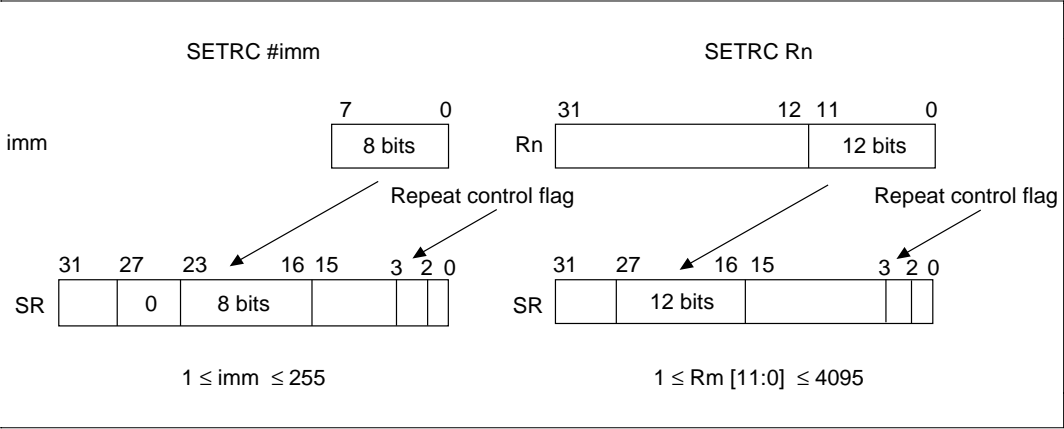 SETRC #imm
SETRC Rn
7 0
31 12 11 0
imm
8 bits
Rn
12 bits
Repeat control flag
Repeat control flag
31 27 23 16 15 3 2 0
31 27 16 15 3 2 0
SR
0
8 bits
SR
12 bits
1 ≤ imm ≤ 255
1 ≤ Rm [11:0] ≤ 4095